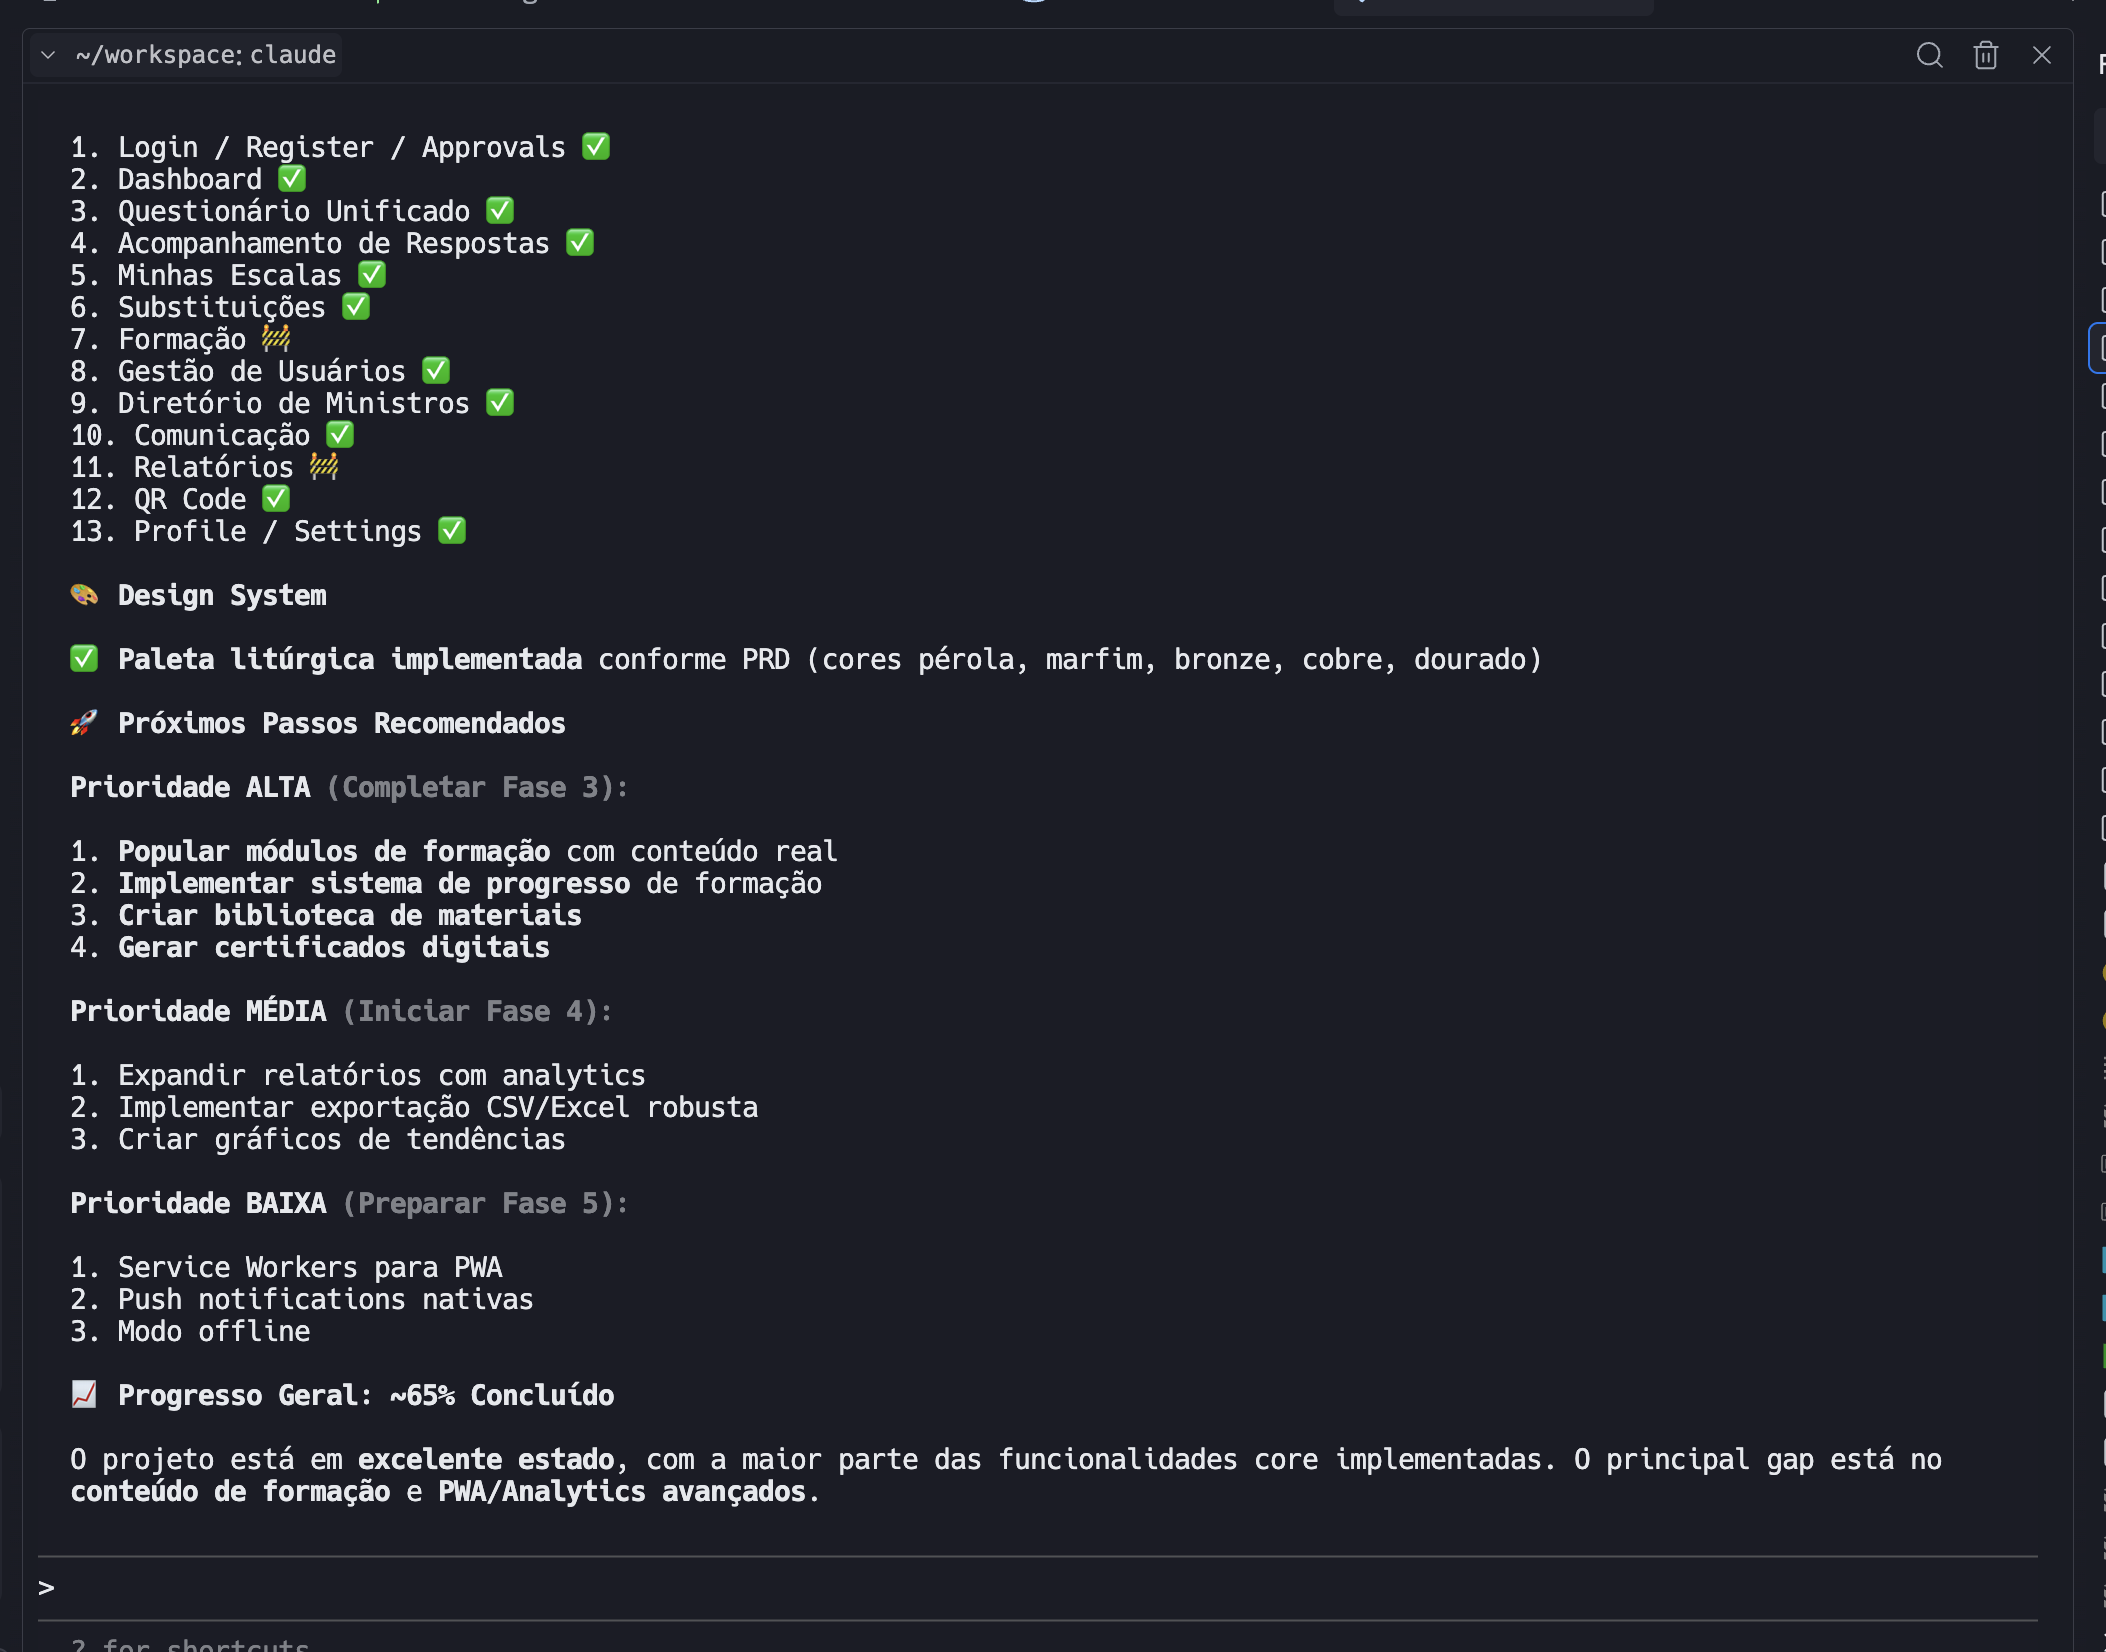 ~/workspace: claude
1. Login / Register / Approvals ✅
2. Dashboard ✅
3. Questionário Unificado ✅
4. Acompanhamento de Respostas ✅
5. Minhas Escalas ✅
6. Substituições ✅
7. Formação 🚧
8. Gestão de Usuários ✅
9. Diretório de Ministros ✅
10. Comunicação ✅
11. Relatórios 🚧
12. QR Code ✅
13. Profile / Settings ✅
🎨 Design System
✅ Paleta litúrgica implementada conforme PRD (cores pérola, marfim, bronze, cobre, dourado)
🚀 Próximos Passos Recomendados
Prioridade ALTA (Completar Fase 3):
1. Popular módulos de formação com conteúdo real
2. Implementar sistema de progresso de formação
3. Criar biblioteca de materiais
4. Gerar certificados digitais
Prioridade MÉDIA (Iniciar Fase 4):
1. Expandir relatórios com analytics
2. Implementar exportação CSV/Excel robusta
3. Criar gráficos de tendências
Prioridade BAIXA (Preparar Fase 5):
1. Service Workers para PWA
2. Push notifications nativas
3. Modo offline
📈 Progresso Geral: ~65% Concluído
O projeto está em excelente estado, com a maior parte das funcionalidades core implementadas. O principal gap está no
conteúdo de formação e PWA/Analytics avançados.
>
? for shortcuts